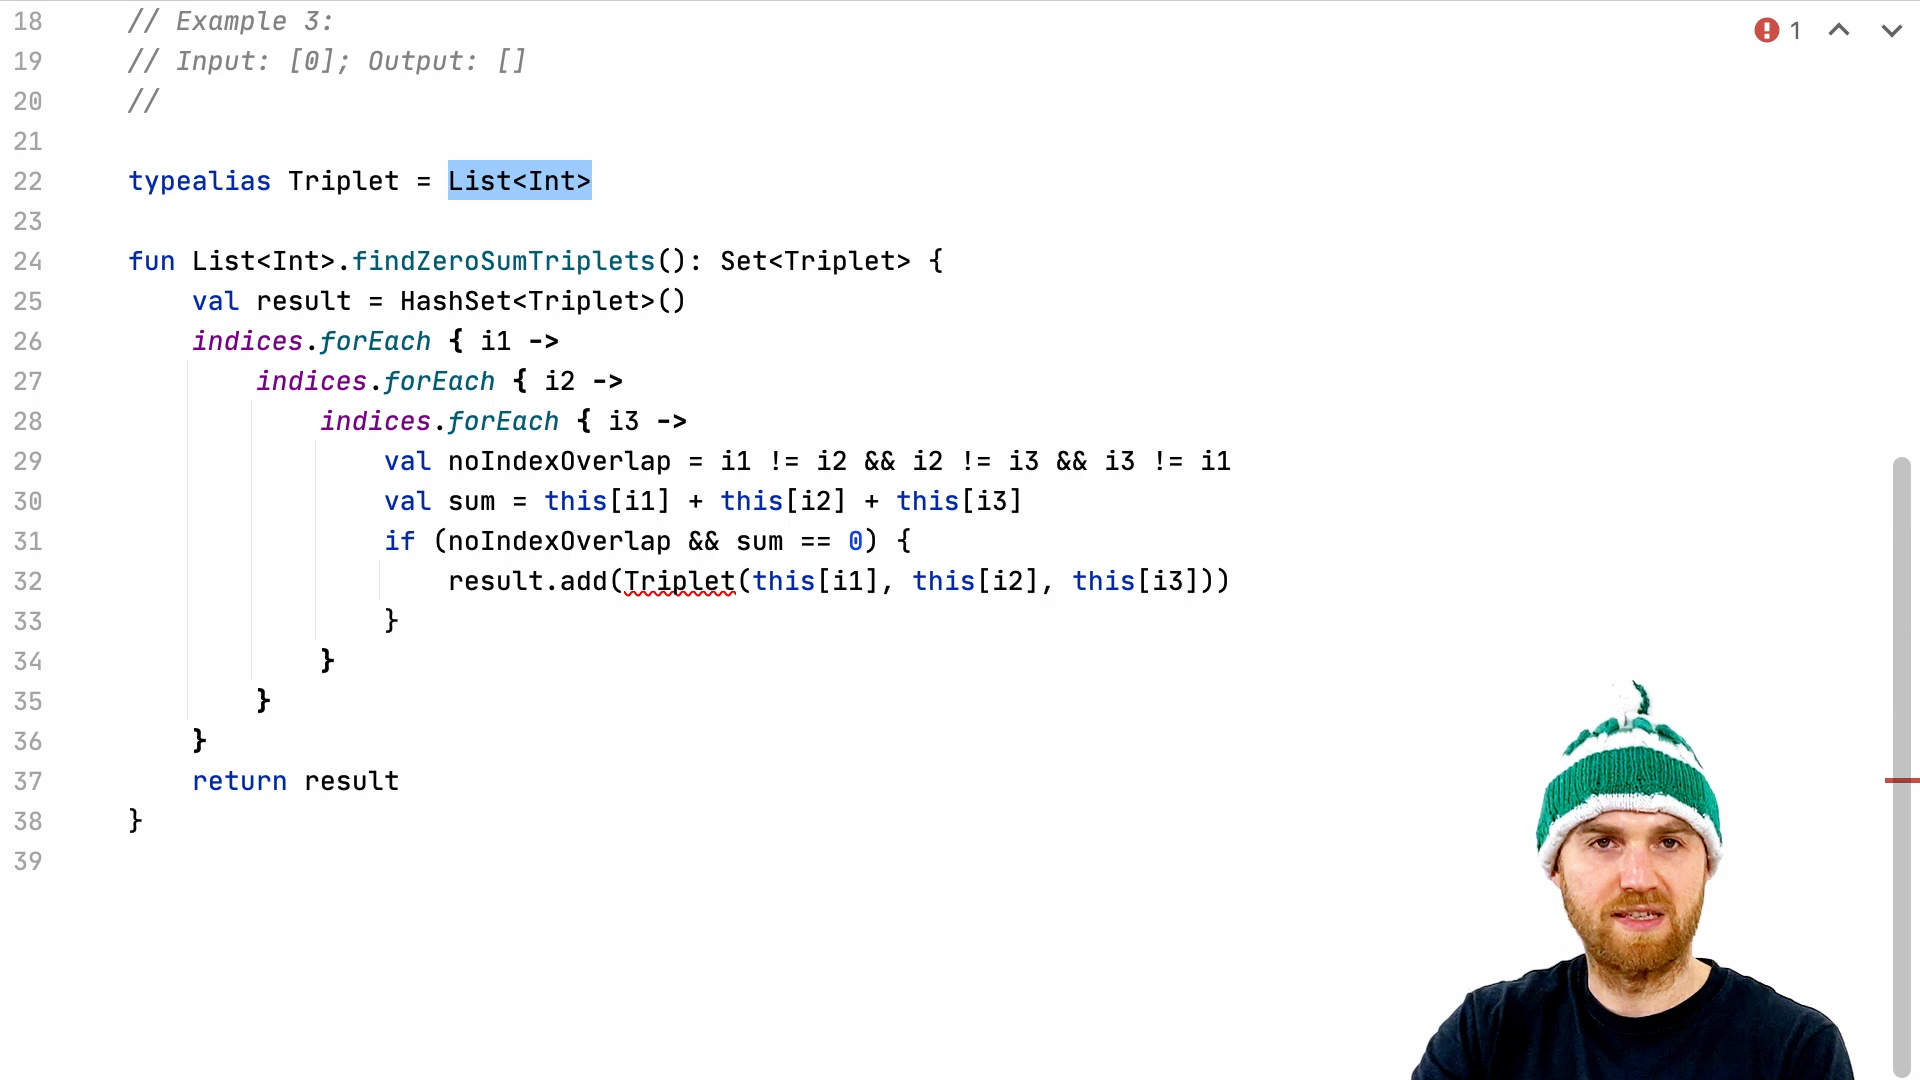 18 // Example 3:
1
19 // Input: [0]; Output: []
20 //
21
22 typealias Triplet = List<Int>
23
24 fun List<Int>.findZeroSumTriplets(): Set<Triplet> {
25 val result = HashSet<Triplet>()
26 indices.forEach { i1 ->
27 indices.forEach { i2 ->
28 indices.forEach { i3 ->
29 val noIndexOverlap = i1 != i2 && i2 != i3 && i3 != i1
30 val sum = this[i1] + this[i2] + this[i3]
31 if (noIndexOverlap && sum == 0) {
32 result.add(Triplet(this[i1], this[i2], this[i3]))
33 }
34 }
35 }
36 }
37 return result
38 }
39